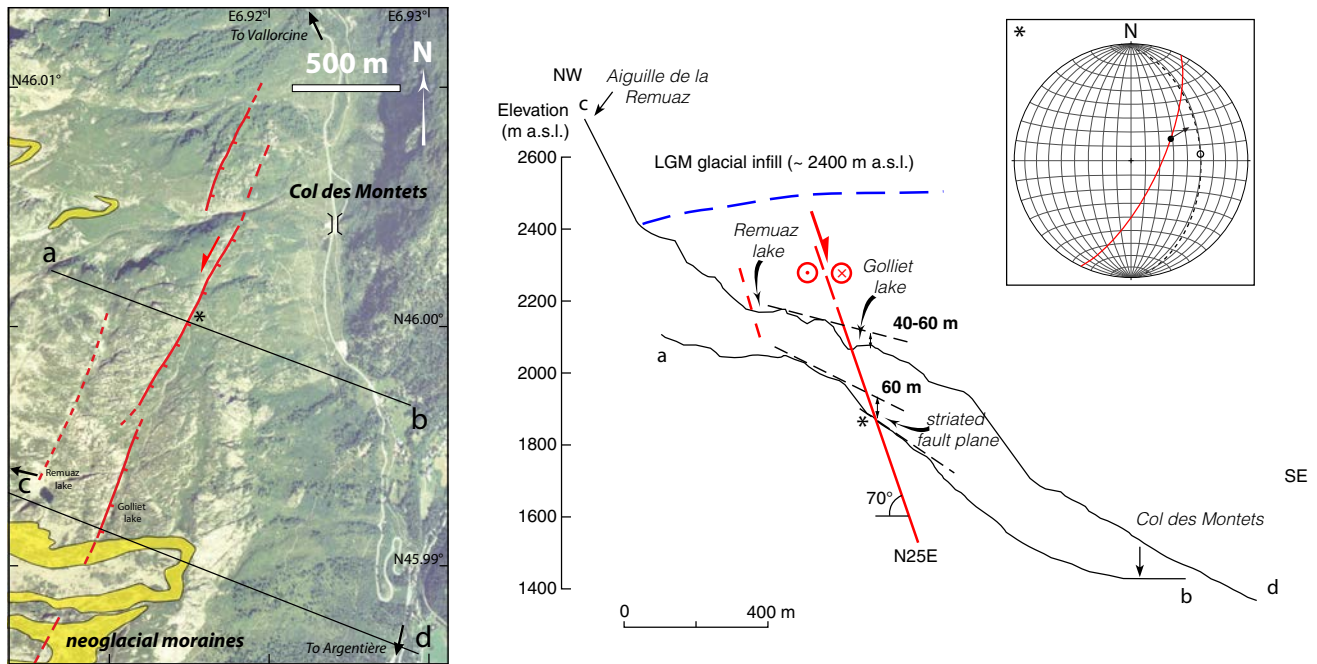 E6.92°
E6.93°
To Vallorcine
500 m
N
N46.01°
Col des Montets
a
*
N46.00°
b
c
Remuaz
lake
Golliet
lake
N45.99°
neoglacial moraines
To Argentière
d
NW
c
Aiguille de la
Remuaz
Elevation
(m a.s.l.)
2600
2400
2200
2000
1800
1600
1400
LGM glacial infill (~ 2400 m a.s.l.)
Remuaz
lake
Golliet
lake
40-60 m
a
60 m
*
striated
fault plane
70°
N25E
SE
Col des Montets
b
d
0
400 m
*
N